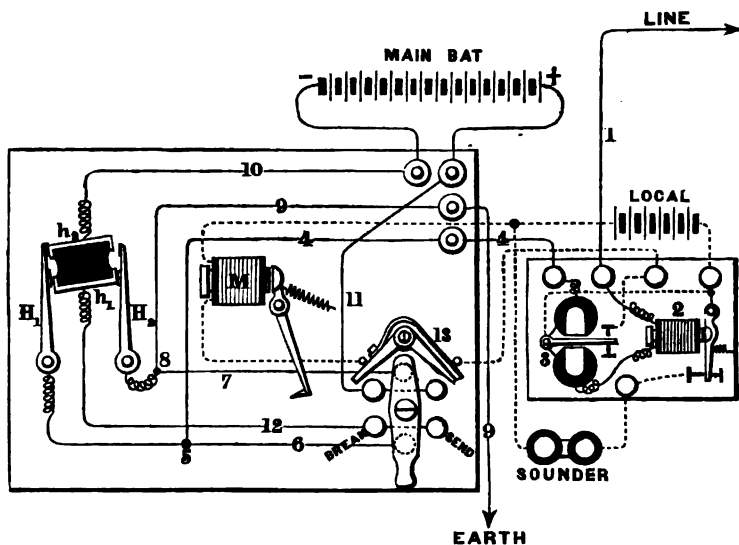 LINE
MAIN BAT
- +
1
10
LOCAL
9
h₂
4 4
M
2
H₁ h₁ H₂
11
13
3
8
7
12
BREAK SEND
6
9
5
SOUNDER
EARTH